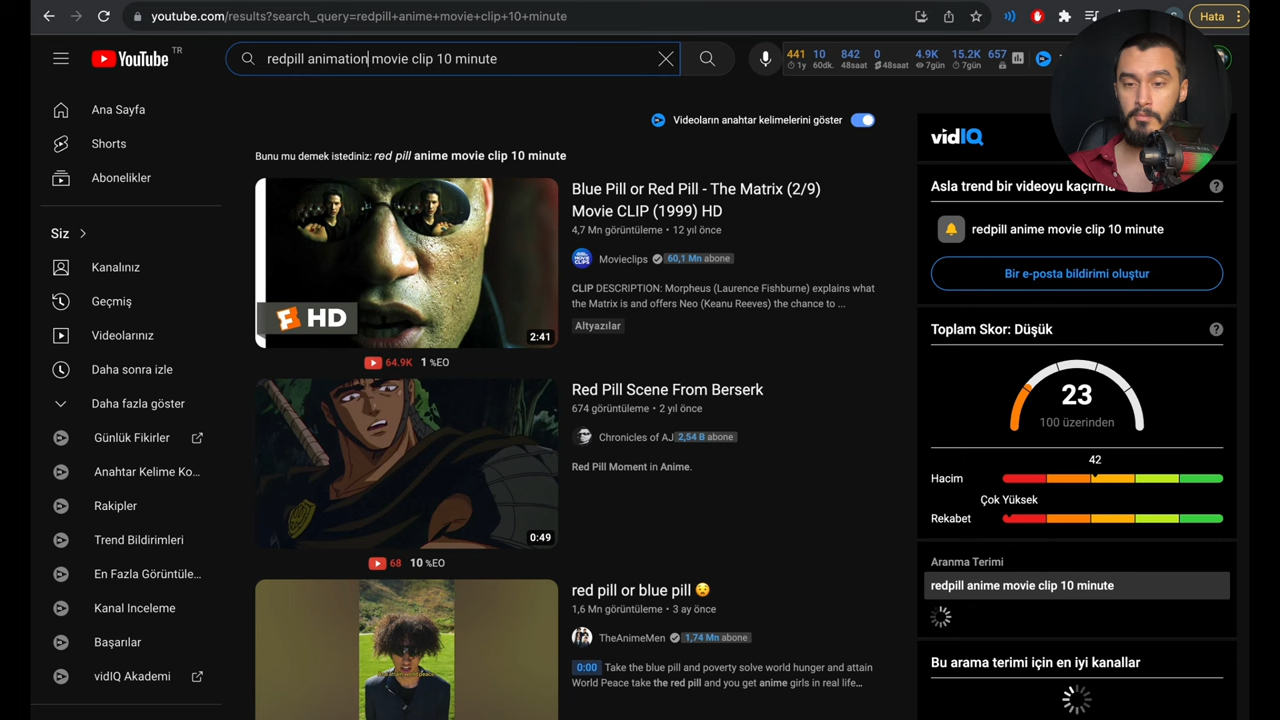 youtube.com/results?search_query=redpill+anime+movie+clip+10+minute
Hata
YouTube TR
redpill animation movie clip 10 minute
441 10 842 0 4.9K 15.2K 657
1y 60dk. 48saat 48saat 7gün 7gün
Ana Sayfa
Shorts
Abonelikler
Siz
Kanalınız
Geçmiş
Videolarınız
Daha sonra izle
Daha fazla göster
Günlük Fikirler
Anahtar Kelime Ko...
Rakipler
Trend Bildirimleri
En Fazla Görüntüle...
Kanal Inceleme
Başarılar
vidIQ Akademi
Videoların anahtar kelimelerini göster
Bunu mu demek istediniz: red pill anime movie clip 10 minute
HD
2:41
64.9K 1 %EO
Blue Pill or Red Pill - The Matrix (2/9)
Movie CLIP (1999) HD
4,7 Mn görüntüleme • 12 yıl önce
Movieclips 60,1 Mn abone
CLIP DESCRIPTION: Morpheus (Laurence Fishburne) explains what
the Matrix is and offers Neo (Keanu Reeves) the chance to ...
Altyazılar
0:49
68 10 %EO
Red Pill Scene From Berserk
674 görüntüleme • 2 yıl önce
Chronicles of AJ 2,54 B abone
Red Pill Moment in Anime.
red pill or blue pill 😧
1,6 Mn görüntüleme • 3 ay önce
TheAnimeMen 1,74 Mn abone
0:00 Take the blue pill and poverty solve world hunger and attain
World Peace take the red pill and you get anime girls in real life...
vidIQ
Asla trend bir videoyu kaçırma
redpill anime movie clip 10 minute
Bir e-posta bildirimi oluştur
Toplam Skor: Düşük
23
100 üzerinden
42
Hacim
Çok Yüksek
Rekabet
Aranma Terimi
redpill anime movie clip 10 minute
Bu arama terimi için en iyi kanallar